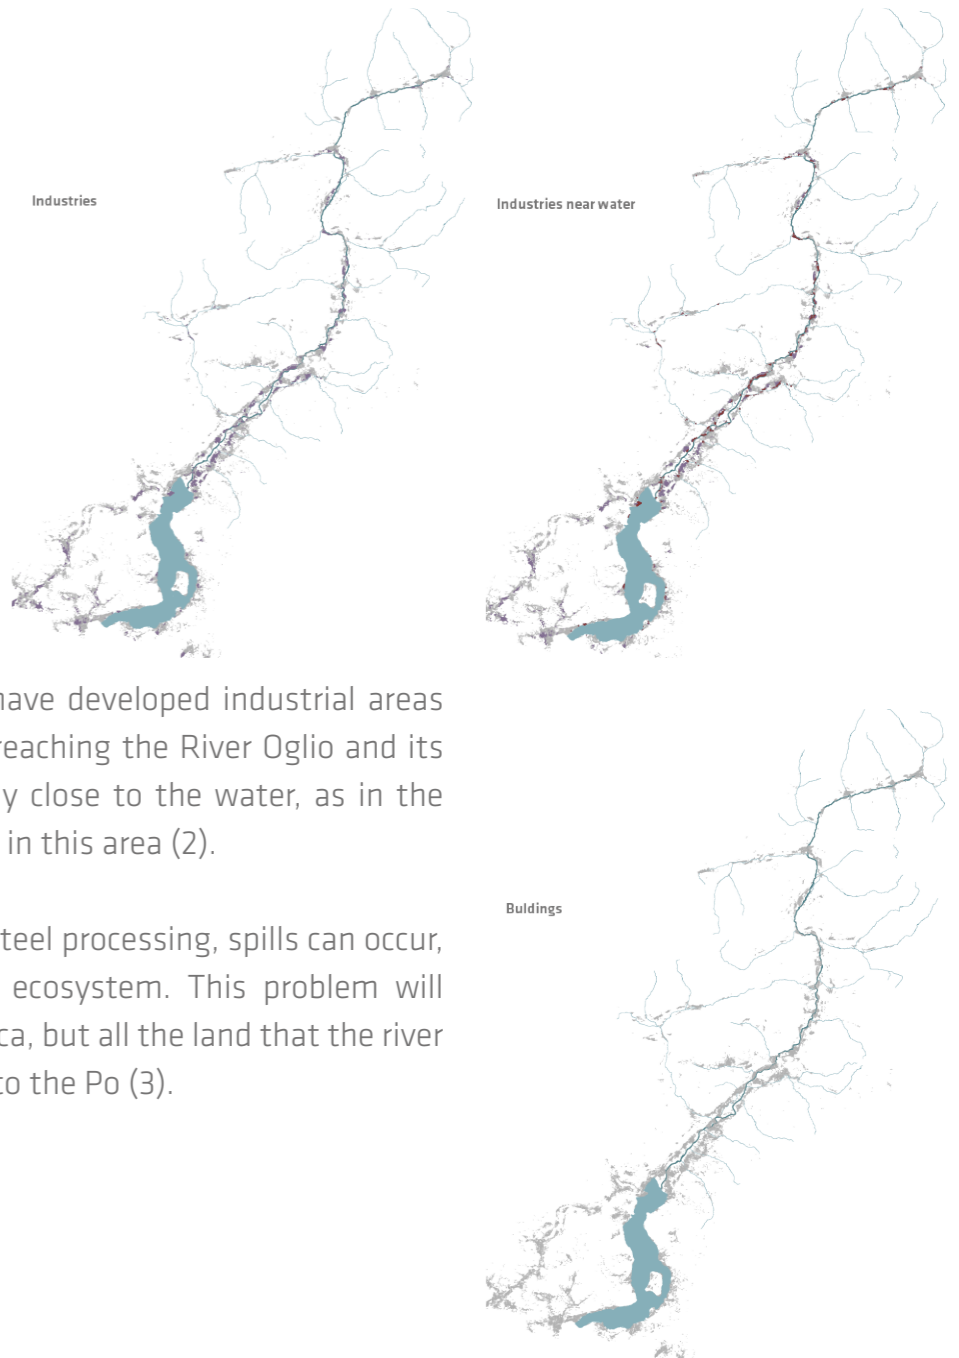 Industries
Industries near water
have developed industrial areas
reaching the River Oglio and its
y close to the water, as in the
in this area (2).
Buldings
teel processing, spills can occur,
ecosystem. This problem will
ca, but all the land that the river
to the Po (3).